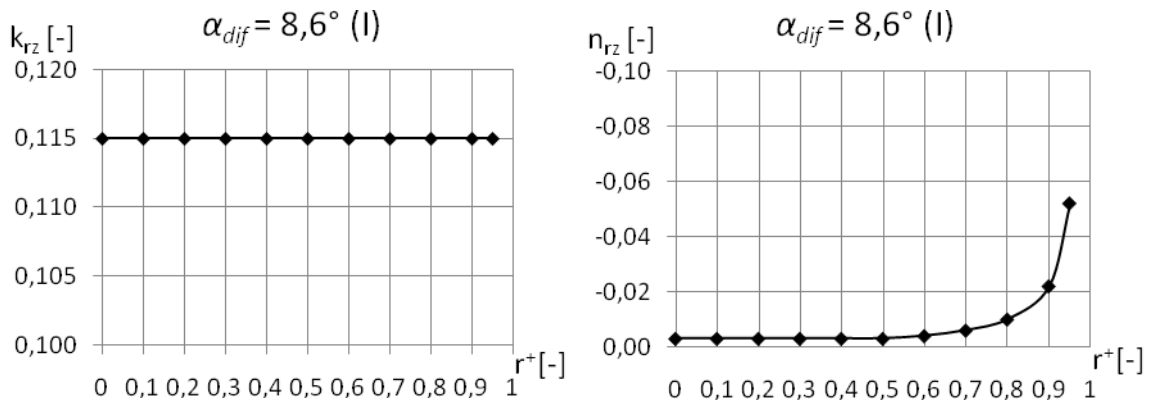 α_dif = 8,6° (I)
k_rz [-]
0,120
0,115
0,110
0,105
0,100
0 0,1 0,2 0,3 0,4 0,5 0,6 0,7 0,8 0,9 1
r⁺[-]
α_dif = 8,6° (I)
n_rz [-]
-0,10
-0,08
-0,06
-0,04
-0,02
0,00
0 0,1 0,2 0,3 0,4 0,5 0,6 0,7 0,8 0,9 1
r⁺[-]